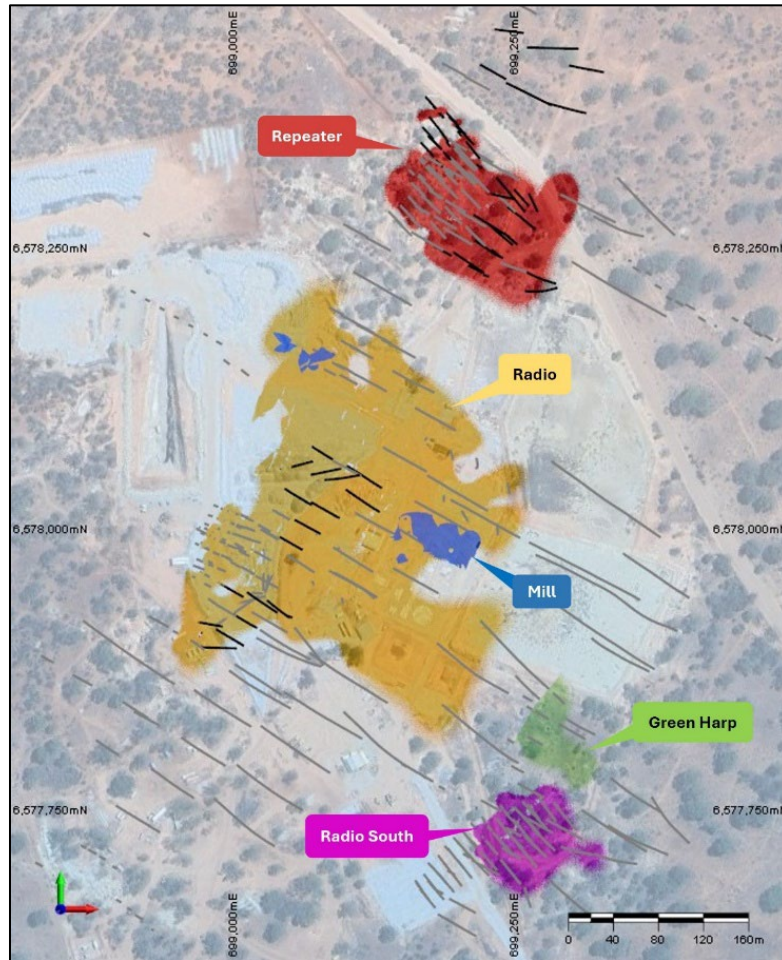 699,000mE
699,250mE
Repeater
6,578,250mN
6,578,250mN
Radio
6,578,000mN
6,578,000mN
Mill
Green Harp
6,577,750mN
6,577,750mN
Radio South
699,000mE
699,250mE
0 40 80 120 160m